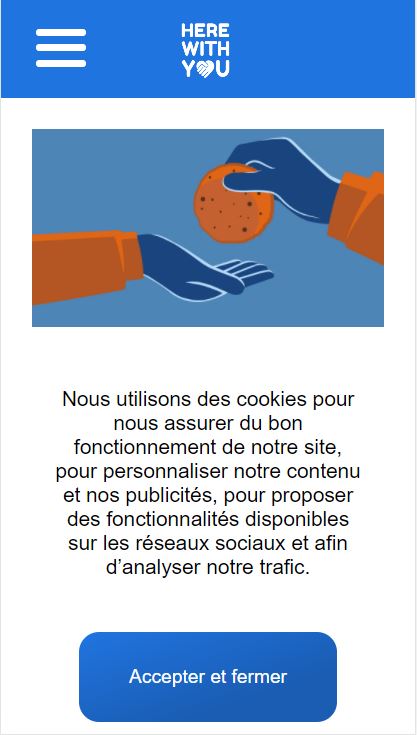 HERE
WITH
YOU
Nous utilisons des cookies pour
nous assurer du bon
fonctionnement de notre site,
pour personnaliser notre contenu
et nos publicités, pour proposer
des fonctionnalités disponibles
sur les réseaux sociaux et afin
d’analyser notre trafic.
Accepter et fermer